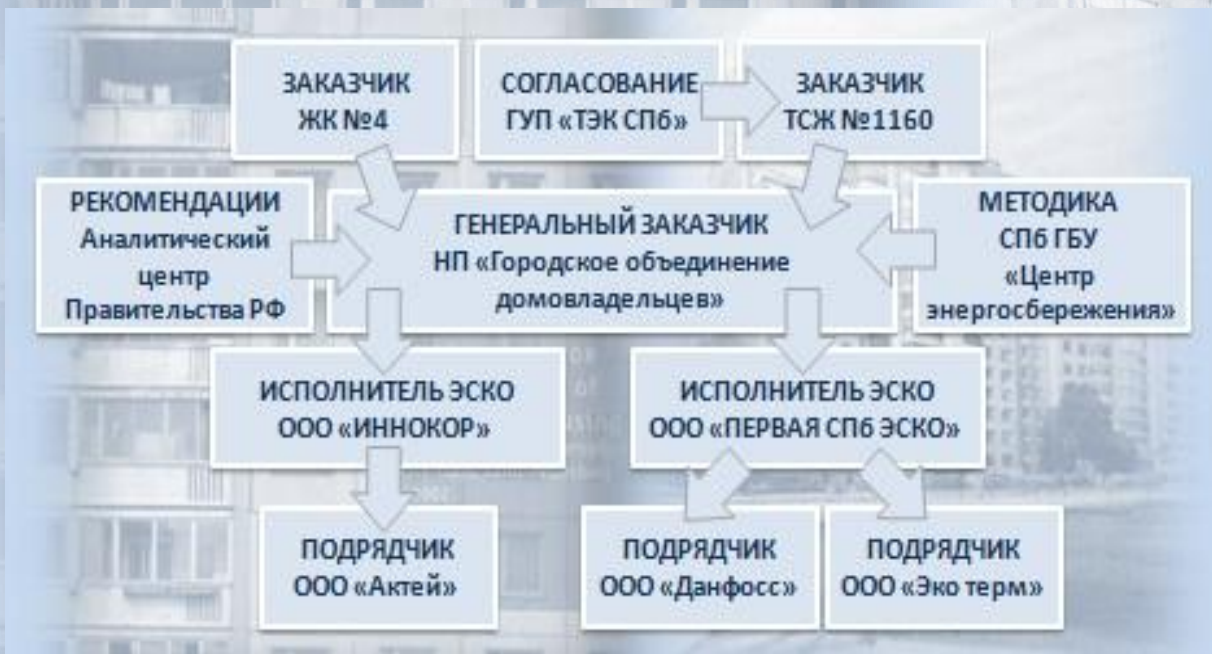 ЗАКАЗЧИК
ЖК №4
СОГЛАСОВАНИЕ
ГУП «ТЭК СПб»
ЗАКАЗЧИК
ТСЖ №1160
РЕКОМЕНДАЦИИ
Аналитический
центр
Правительства РФ
ГЕНЕРАЛЬНЫЙ ЗАКАЗЧИК
НП «Городское объединение
домовладельцев»
МЕТОДИКА
СПб ГБУ
«Центр
энергосбережения»
ИСПОЛНИТЕЛЬ ЭСКО
ООО «ИННОКОР»
ИСПОЛНИТЕЛЬ ЭСКО
ООО «ПЕРВАЯ СПб ЭСКО»
ПОДРЯДЧИК
ООО «Актей»
ПОДРЯДЧИК
ООО «Данфосс»
ПОДРЯДЧИК
ООО «Эко терм»